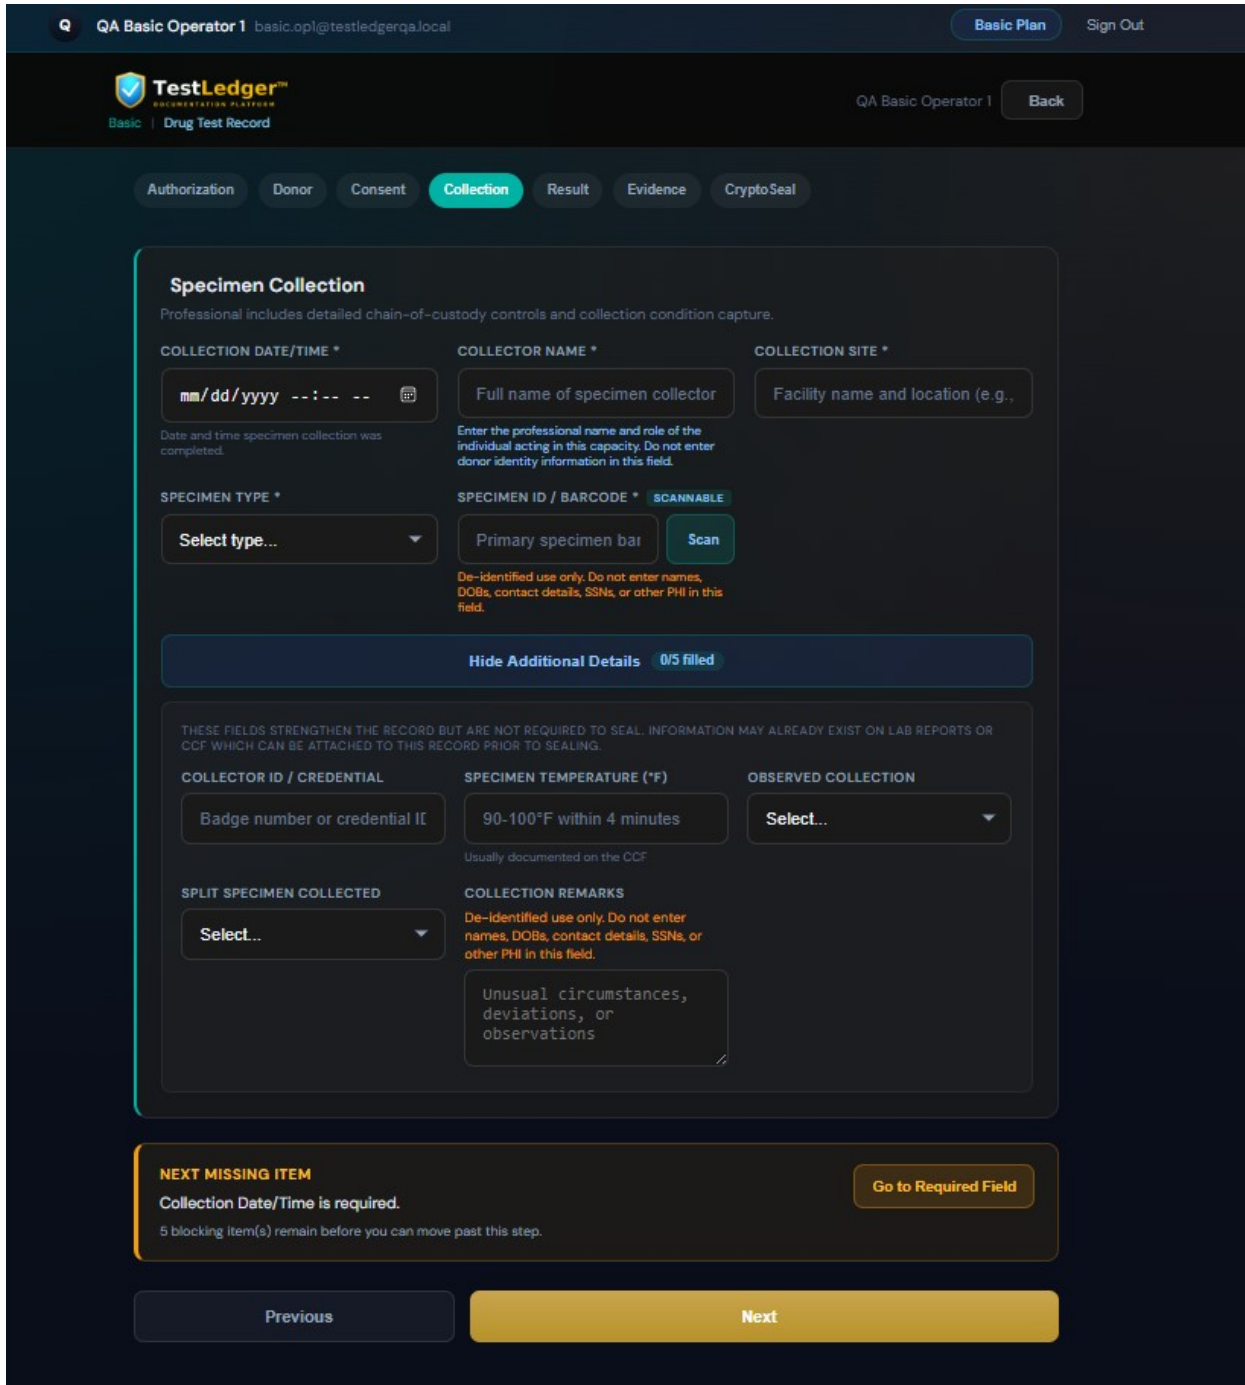 Q QA Basic Operator 1 basic.op1@testledgerqa.local Basic Plan Sign Out
TestLedger™
DOCUMENTATION PLATFORM
Basic | Drug Test Record
QA Basic Operator 1 Back
Authorization Donor Consent Collection Result Evidence CryptoSeal
Specimen Collection
Professional includes detailed chain-of-custody controls and collection condition capture.
COLLECTION DATE/TIME *
mm/dd/yyyy --:-- --
Date and time specimen collection was
completed.
COLLECTOR NAME *
Full name of specimen collector
Enter the professional name and role of the
individual acting in this capacity. Do not enter
donor identity information in this field.
COLLECTION SITE *
Facility name and location (e.g.,
SPECIMEN TYPE *
Select type...
SPECIMEN ID / BARCODE * SCANNABLE
Primary specimen bar Scan
De-identified use only. Do not enter names,
DOBs, contact details, SSNs, or other PHI in this
field.
Hide Additional Details 0/5 filled
THESE FIELDS STRENGTHEN THE RECORD BUT ARE NOT REQUIRED TO SEAL. INFORMATION MAY ALREADY EXIST ON LAB REPORTS OR
CCF WHICH CAN BE ATTACHED TO THIS RECORD PRIOR TO SEALING.
COLLECTOR ID / CREDENTIAL
Badge number or credential ID
SPECIMEN TEMPERATURE (°F)
90-100°F within 4 minutes
Usually documented on the CCF
OBSERVED COLLECTION
Select...
SPLIT SPECIMEN COLLECTED
Select...
COLLECTION REMARKS
De-identified use only. Do not enter
names, DOBs, contact details, SSNs, or
other PHI in this field.
Unusual circumstances,
deviations, or
observations
NEXT MISSING ITEM
Collection Date/Time is required.
5 blocking item(s) remain before you can move past this step.
Go to Required Field
Previous
Next